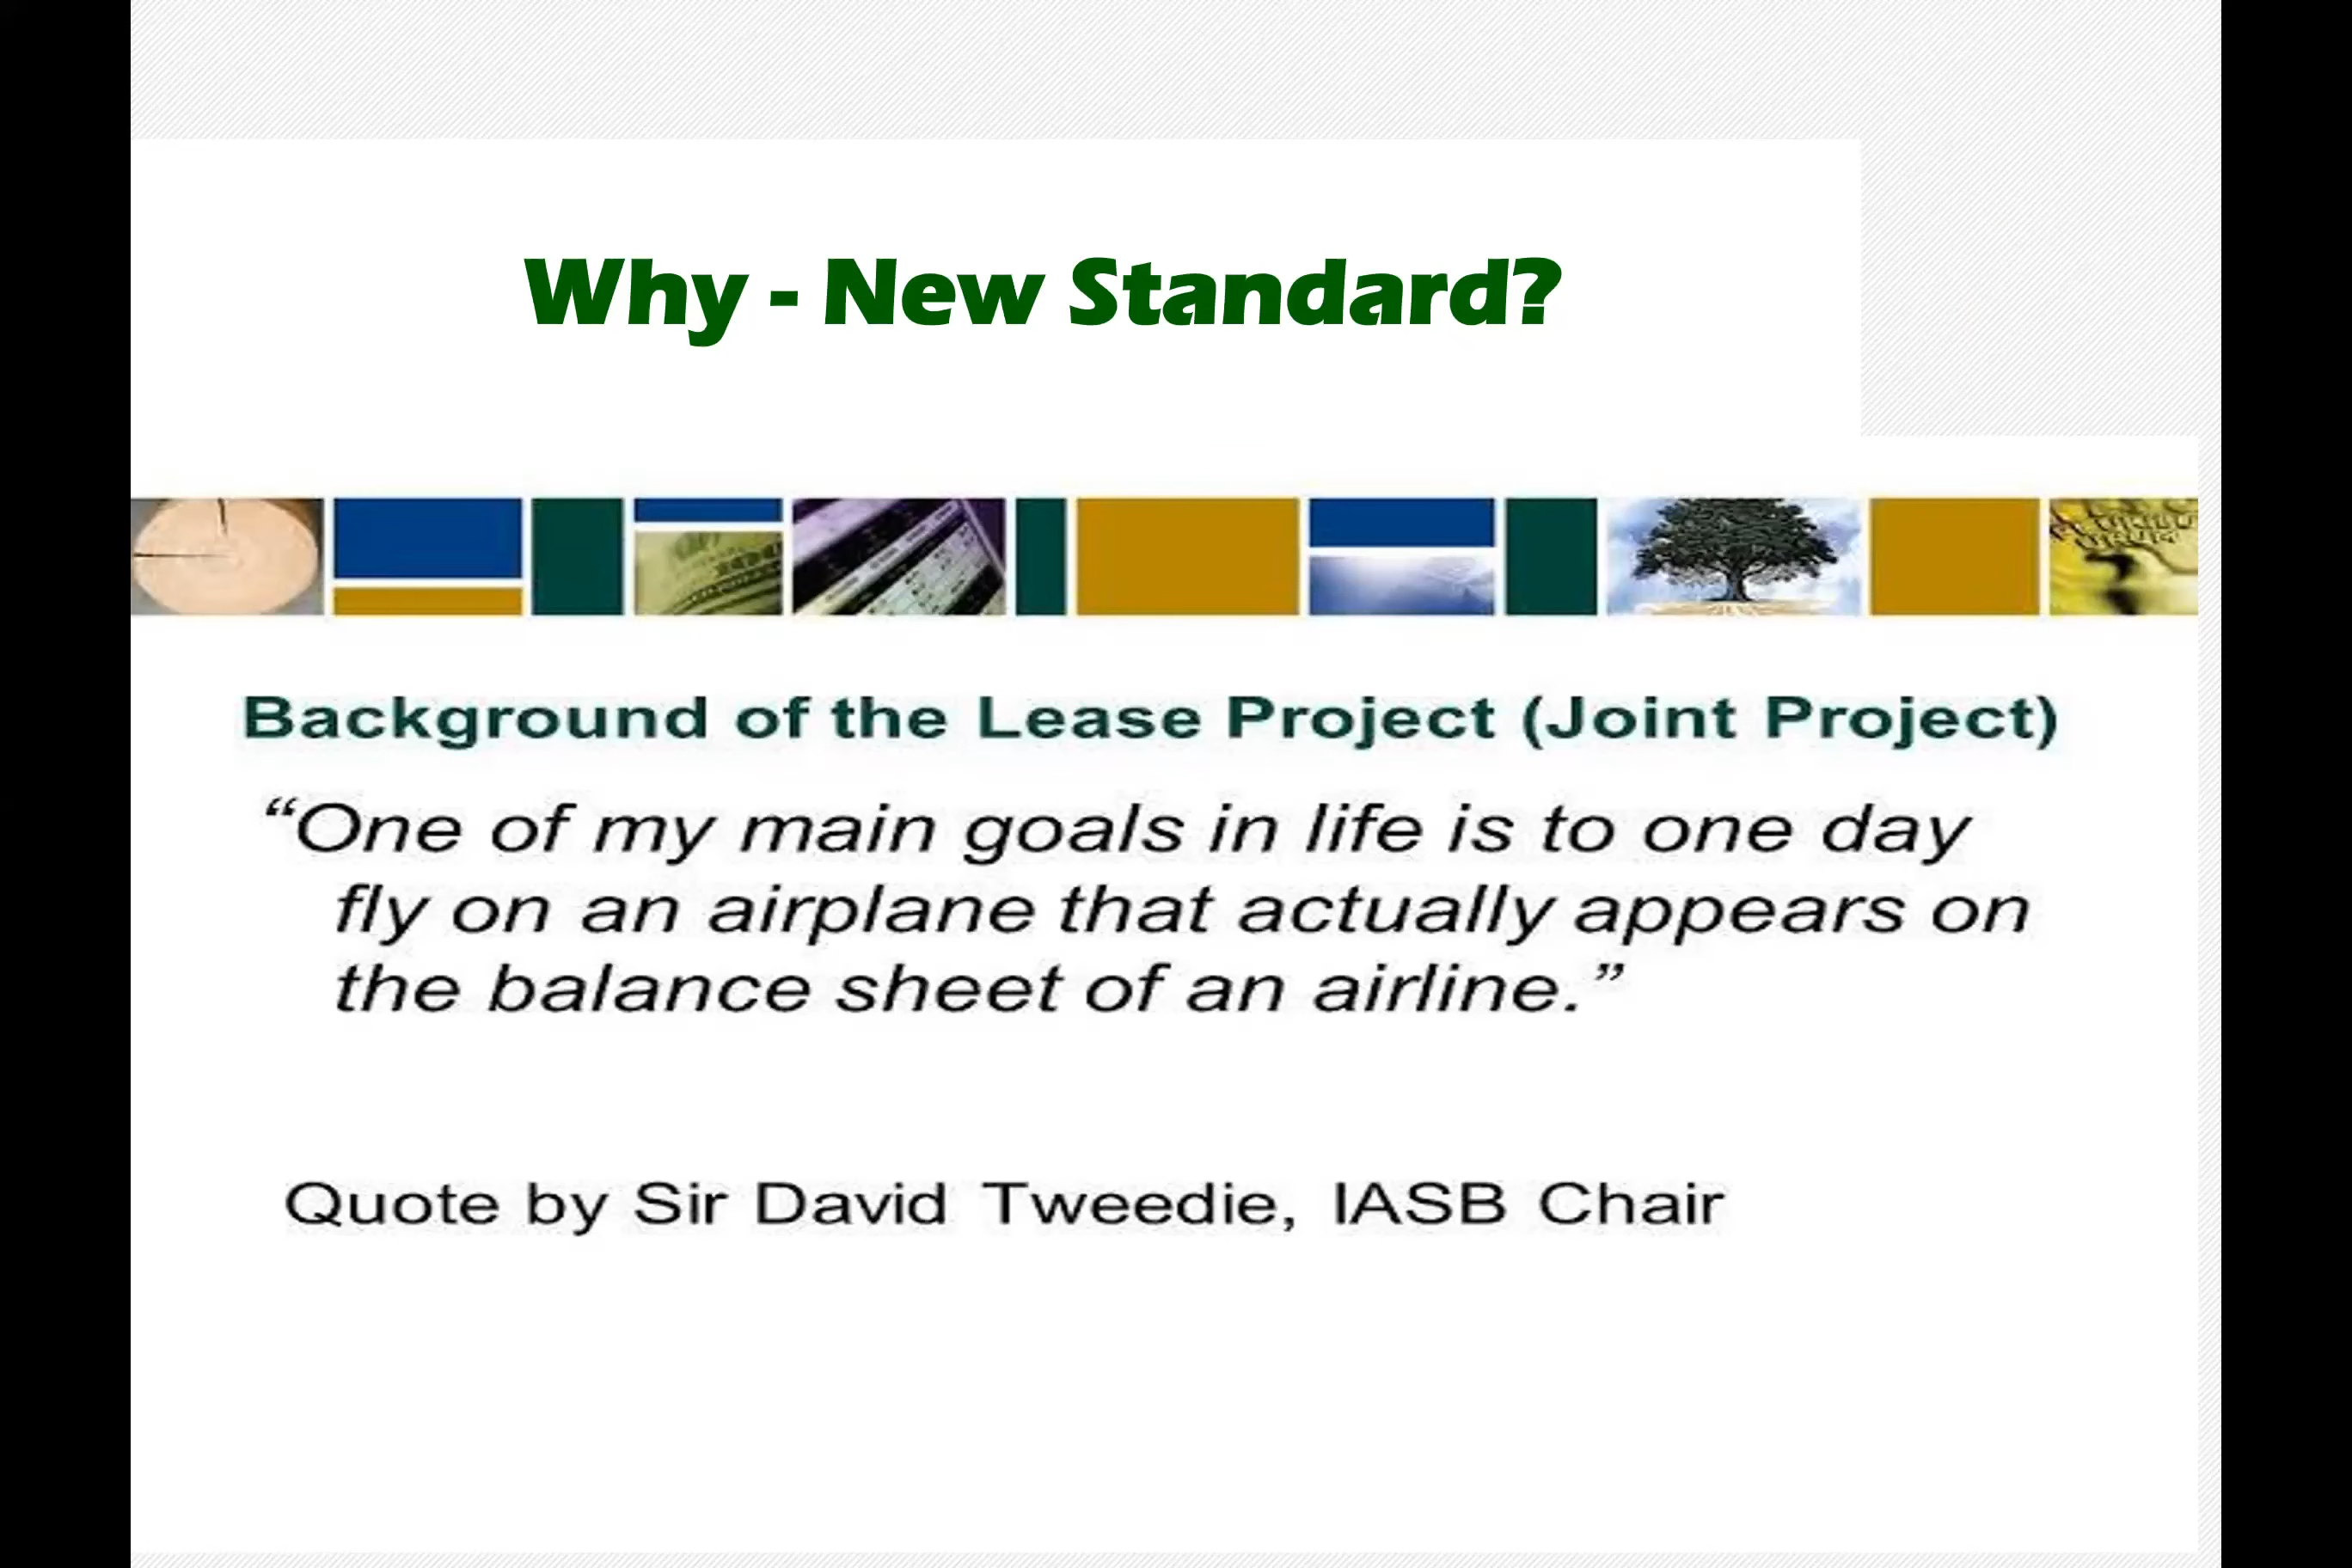 Why - New Standard?
Background of the Lease Project (Joint Project)
“One of my main goals in life is to one day
fly on an airplane that actually appears on
the balance sheet of an airline.”
Quote by Sir David Tweedie, IASB Chair